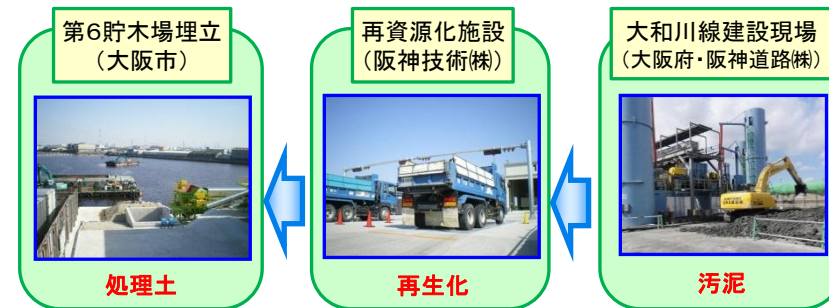 第6貯木場埋立
(大阪市)
処理土
再資源化施設
(阪神技術㈱)
再生化
大和川線建設現場
(大阪府・阪神道路㈱)
汚泥